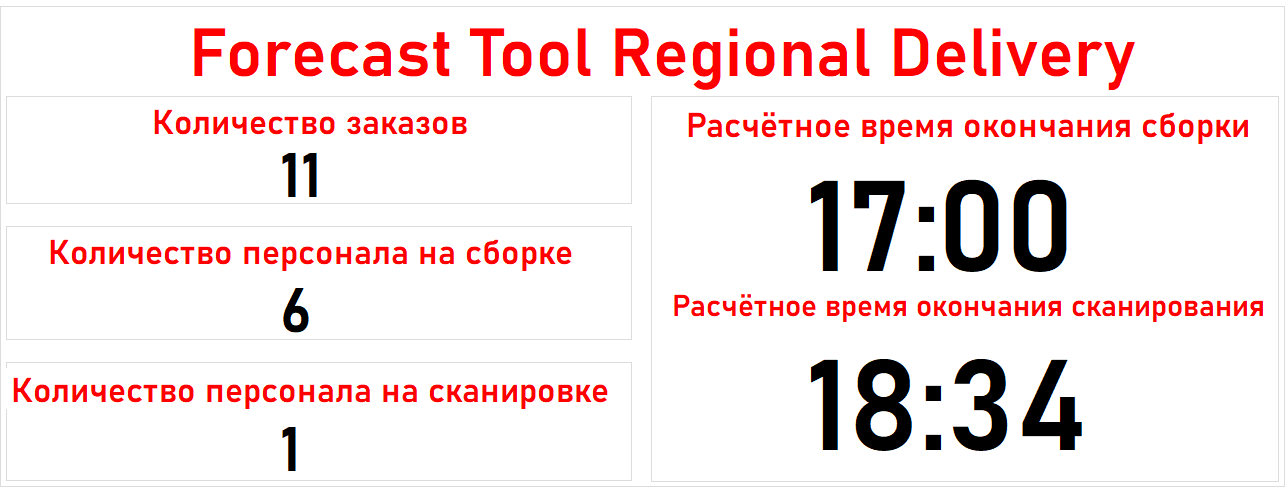 Forecast Tool Regional Delivery
Количество заказов
11
Количество персонала на сборке
6
Количество персонала на сканировке
1
Расчётное время окончания сборки
17:00
Расчётное время окончания сканирования
18:34